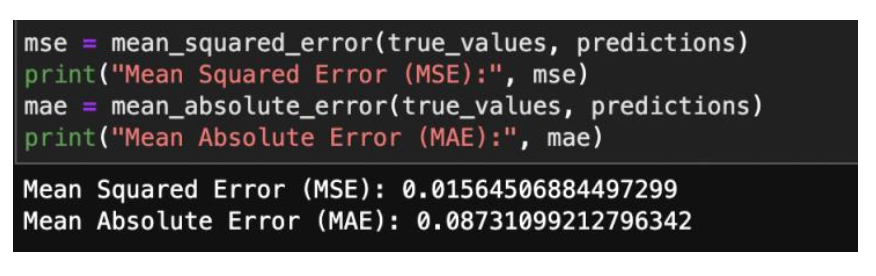 mse = mean_squared_error(true_values, predictions)
print("Mean Squared Error (MSE):", mse)
mae = mean_absolute_error(true_values, predictions)
print("Mean Absolute Error (MAE):", mae)
Mean Squared Error (MSE): 0.01564506884497299
Mean Absolute Error (MAE): 0.08731099212796342